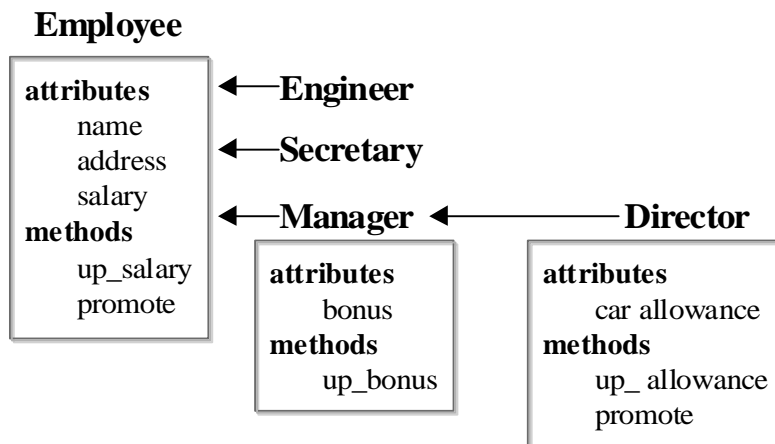 Employee
attributes
name
address
salary
methods
up_salary
promote
Engineer
Secretary
Manager
attributes
bonus
methods
up_bonus
Director
attributes
car allowance
methods
up_ allowance
promote